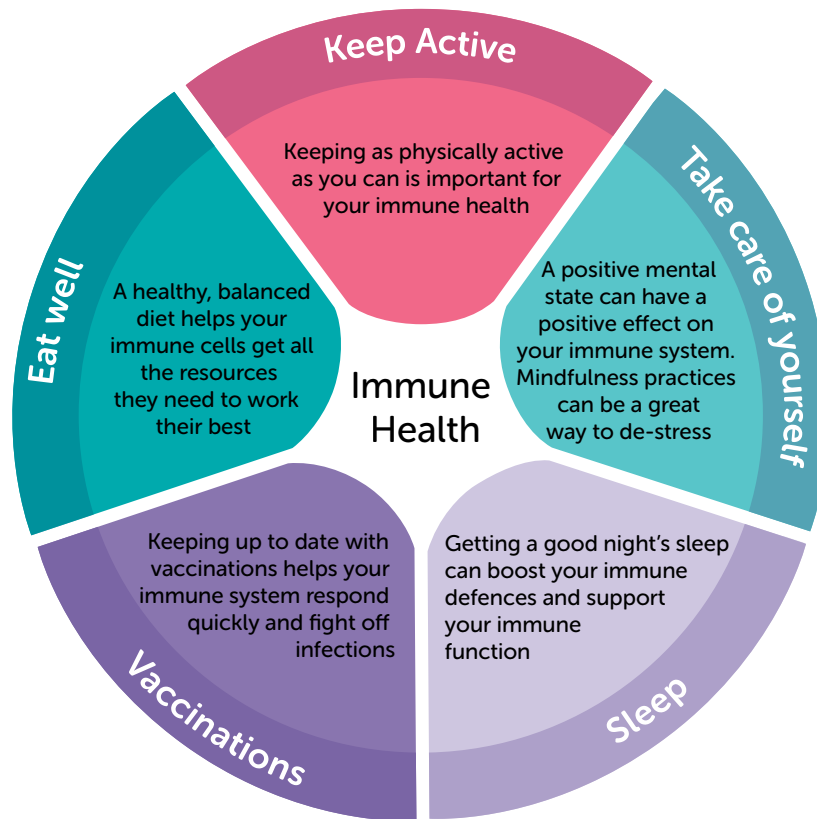 Keep Active
Keeping as physically active
as you can is important for
your immune health
Take care of yourself
A positive mental
state can have a
positive effect on
your immune system.
Mindfulness practices
can be a great
way to de-stress
Sleep
Getting a good night’s sleep
can boost your immune
defences and support
your immune
function
Vaccinations
Keeping up to date with
vaccinations helps your
immune system respond
quickly and fight off
infections
Eat well
A healthy, balanced
diet helps your
immune cells get all
the resources
they need to work
their best
Immune
Health